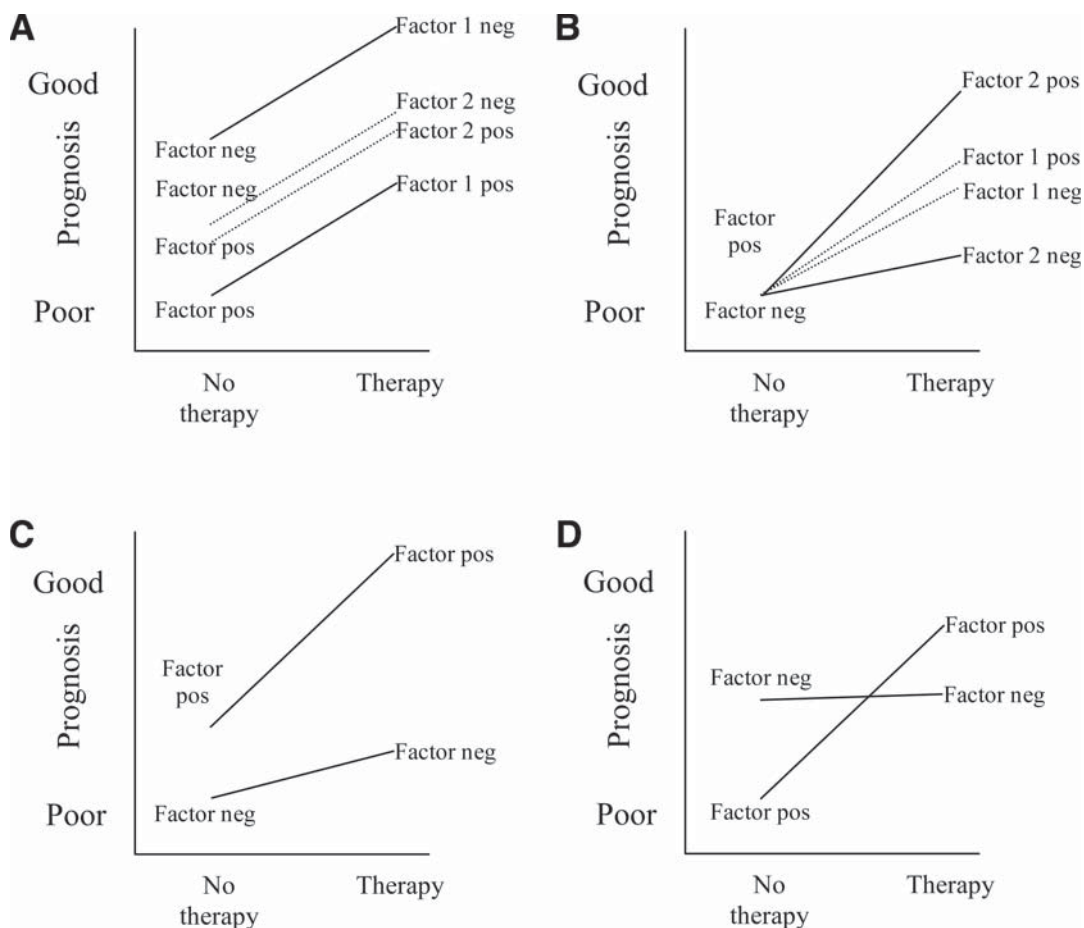 A
Good
Prognosis
Poor
Factor 1 neg
Factor neg
Factor 2 neg
Factor neg
Factor 2 pos
Factor 1 pos
Factor pos
Factor pos
No
therapy
Therapy
B
Good
Prognosis
Poor
Factor 2 pos
Factor 1 pos
Factor 1 neg
Factor
pos
Factor 2 neg
Factor neg
No
therapy
Therapy
C
Good
Prognosis
Poor
Factor pos
Factor
pos
Factor neg
Factor neg
No
therapy
Therapy
D
Good
Prognosis
Poor
Factor pos
Factor neg
Factor neg
Factor pos
No
therapy
Therapy